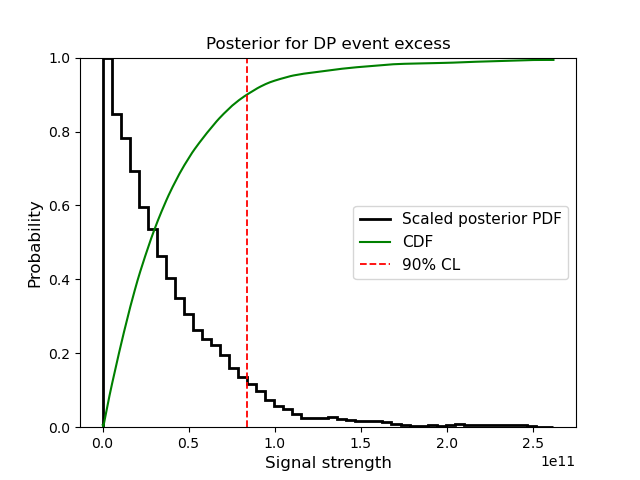 Posterior for DP event excess
Probability
1.0
0.8
0.6
0.4
0.2
0.0
Scaled posterior PDF
CDF
90% CL
0.0 0.5 1.0 1.5 2.0 2.5
1e11
Signal strength